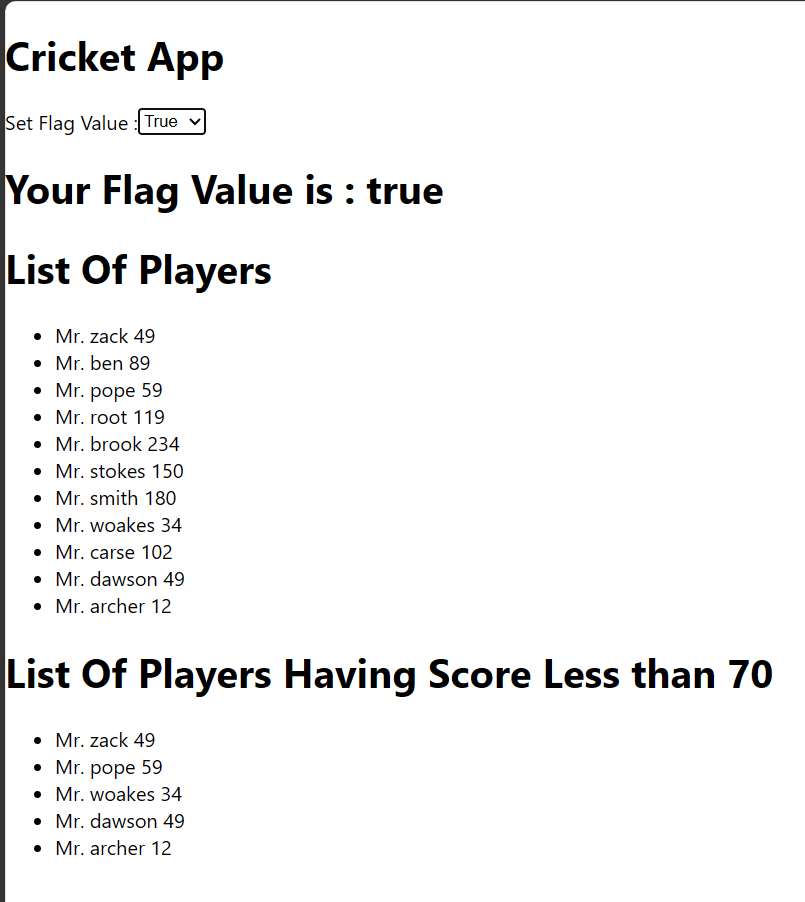 Cricket App
Set Flag Value :True
Your Flag Value is : true
List Of Players
Mr. zack 49
Mr. ben 89
Mr. pope 59
Mr. root 119
Mr. brook 234
Mr. stokes 150
Mr. smith 180
Mr. woakes 34
Mr. carse 102
Mr. dawson 49
Mr. archer 12
List Of Players Having Score Less than 70
Mr. zack 49
Mr. pope 59
Mr. woakes 34
Mr. dawson 49
Mr. archer 12